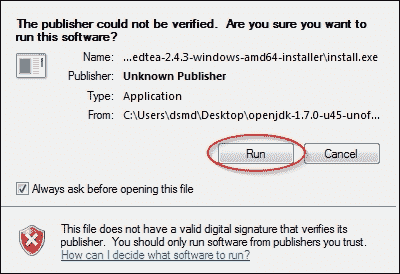 The publisher could not be verified.  Are you sure you want to
run this software?
Name: ...edtea-2.4.3-windows-amd64-installer\install.exe
Publisher: Unknown Publisher
Type: Application
From: C:\Users\dsmd\Desktop\openjdk-1.7.0-u45-unof...
Run Cancel
Always ask before opening this file
This file does not have a valid digital signature that verifies its
publisher.  You should only run software from publishers you trust.
How can I decide what software to run?